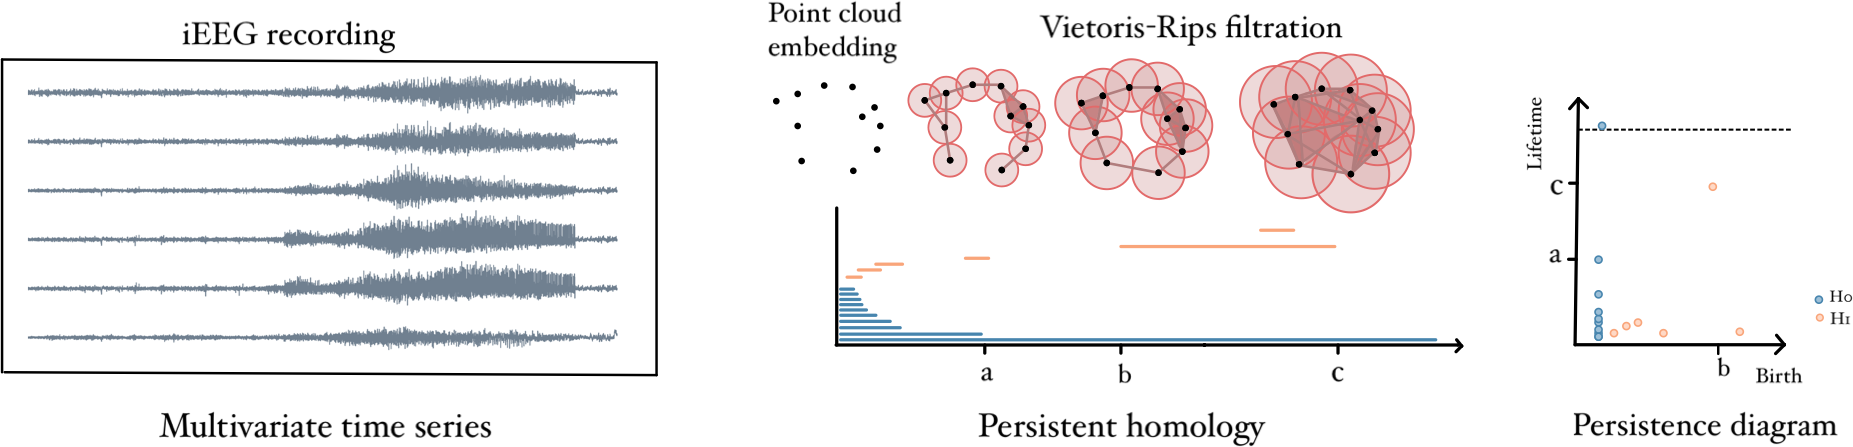 iEEG recording
Multivariate time series
Point cloud
embedding
Vietoris-Rips filtration
a
b
c
Persistent homology
Lifetime
c
a
b
Birth
H0
H1
Persistence diagram